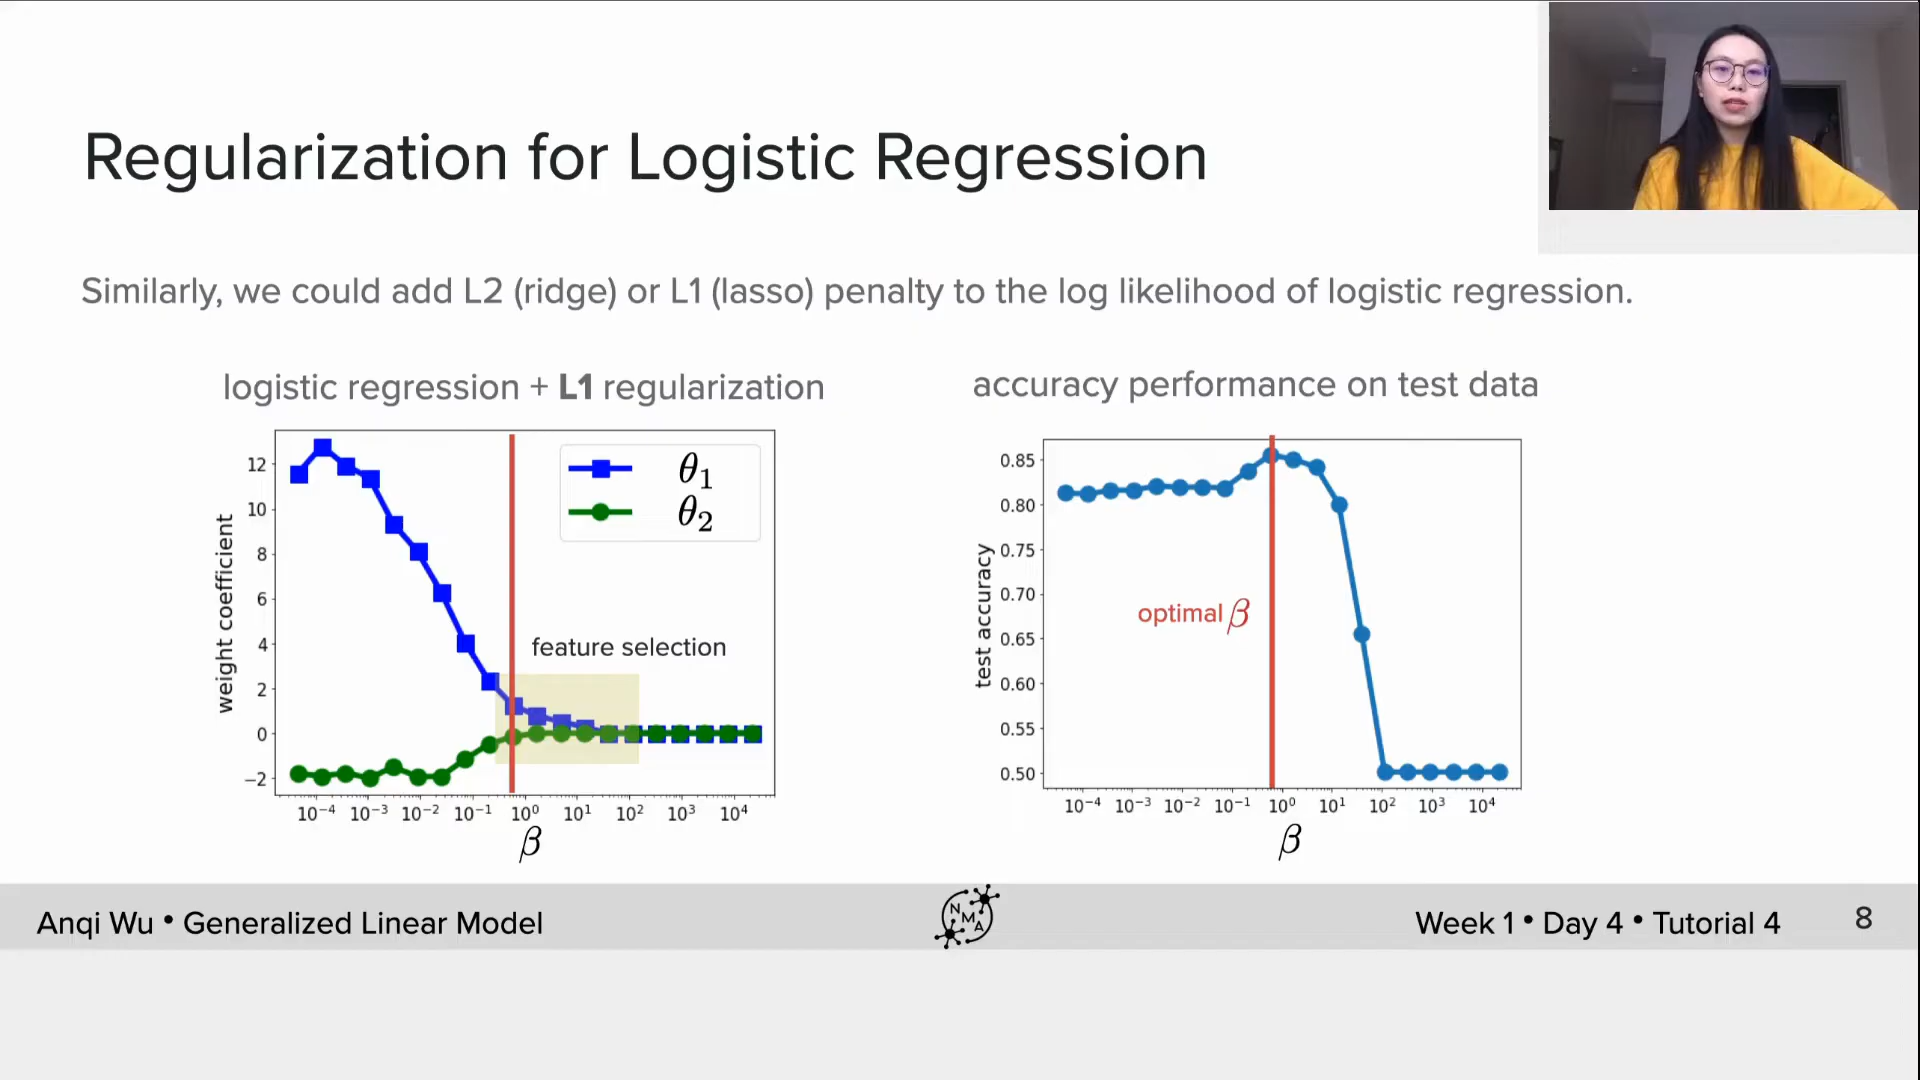 Regularization for Logistic Regression
Similarly, we could add L2 (ridge) or L1 (lasso) penalty to the log likelihood of logistic regression.
logistic regression + L1 regularization
12
10
8
6
4
2
0
−2
weight coefficient
θ₁
θ₂
feature selection
10⁻⁴ 10⁻³ 10⁻² 10⁻¹ 10⁰ 10¹ 10² 10³ 10⁴
β
accuracy performance on test data
0.85
0.80
0.75
0.70
0.65
0.60
0.55
0.50
test accuracy
optimal β
10⁻⁴ 10⁻³ 10⁻² 10⁻¹ 10⁰ 10¹ 10² 10³ 10⁴
β
Anqi Wu • Generalized Linear Model
N M A
Week 1 • Day 4 • Tutorial 4
8